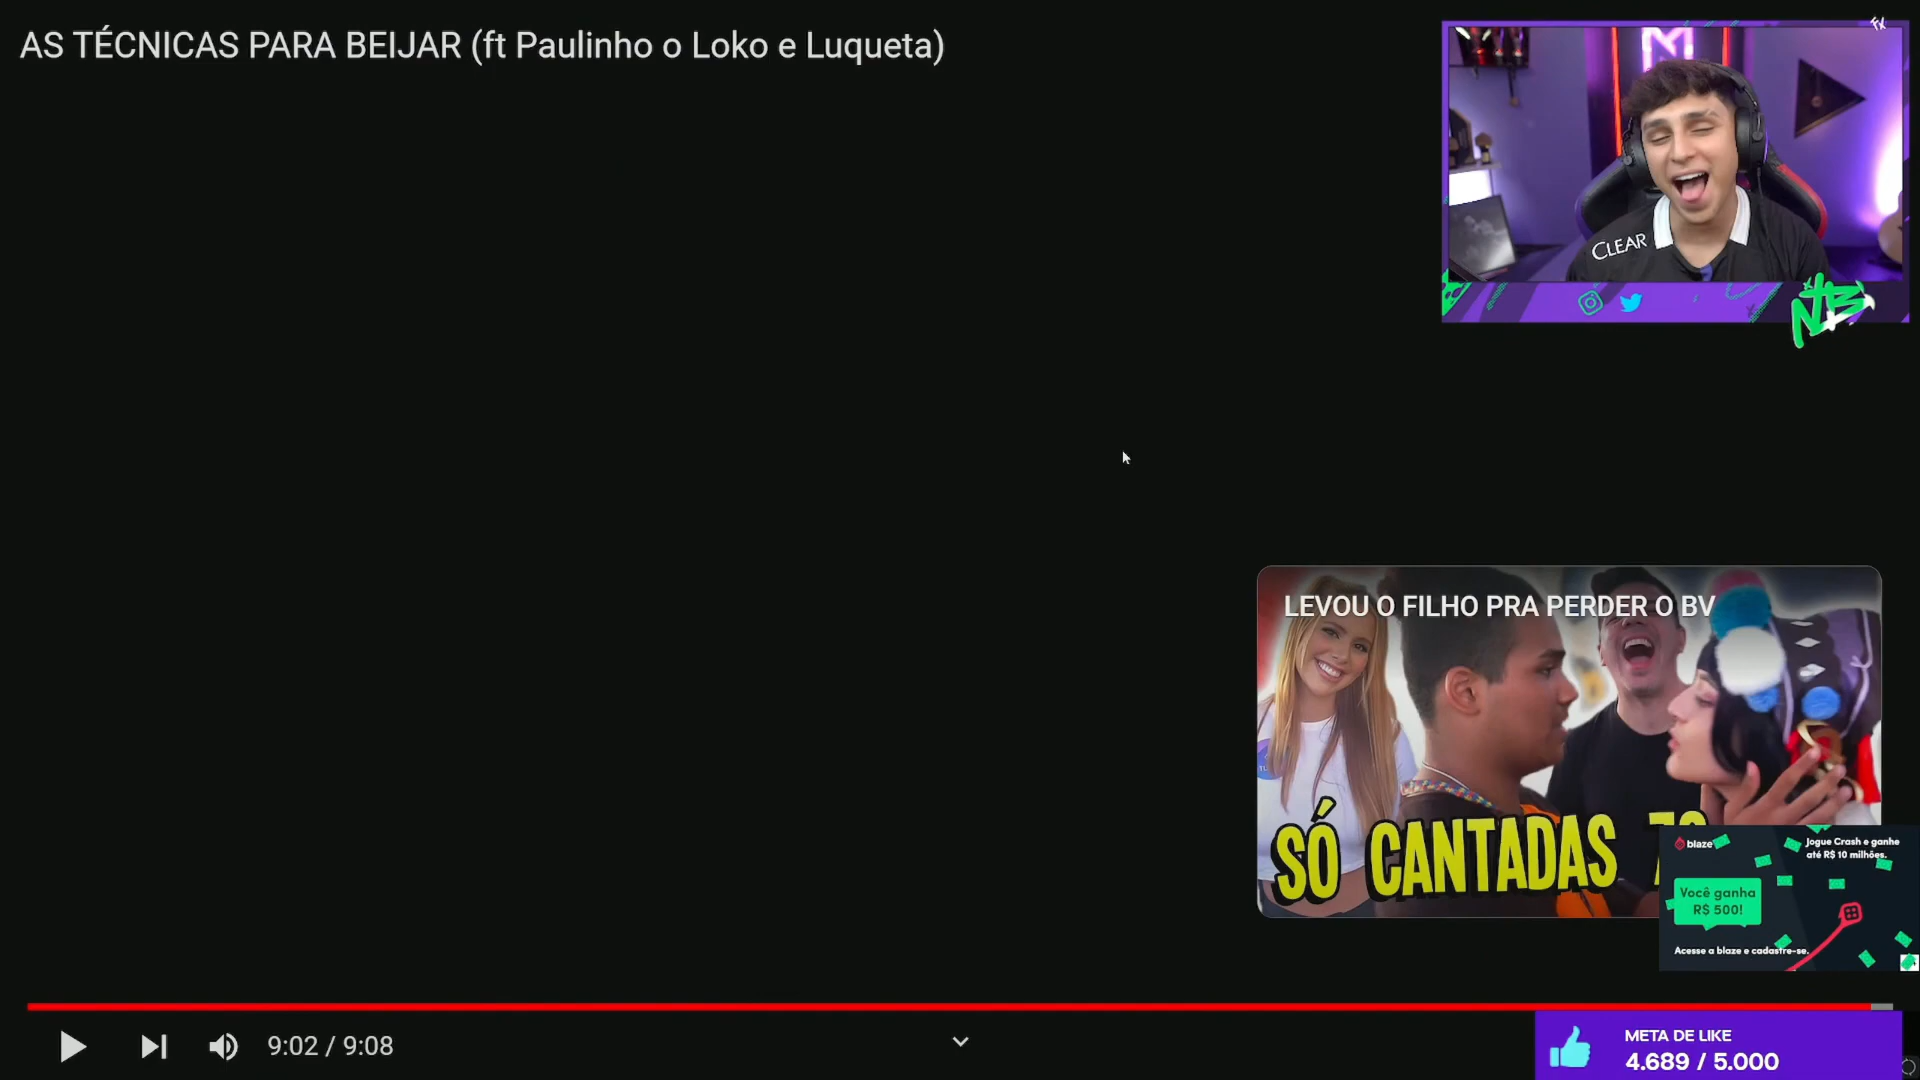 AS TÉCNICAS PARA BEIJAR (ft Paulinho o Loko e Luqueta)
CLEAR
LEVOU O FILHO PRA PERDER O BV
SÓ CANTADAS
blaze
Jogue Crash e ganhe
até R$ 10 milhões.
Você ganha
R$ 500!
Acesse a blaze e cadastre-se.
9:02 / 9:08
META DE LIKE
4.689 / 5.000